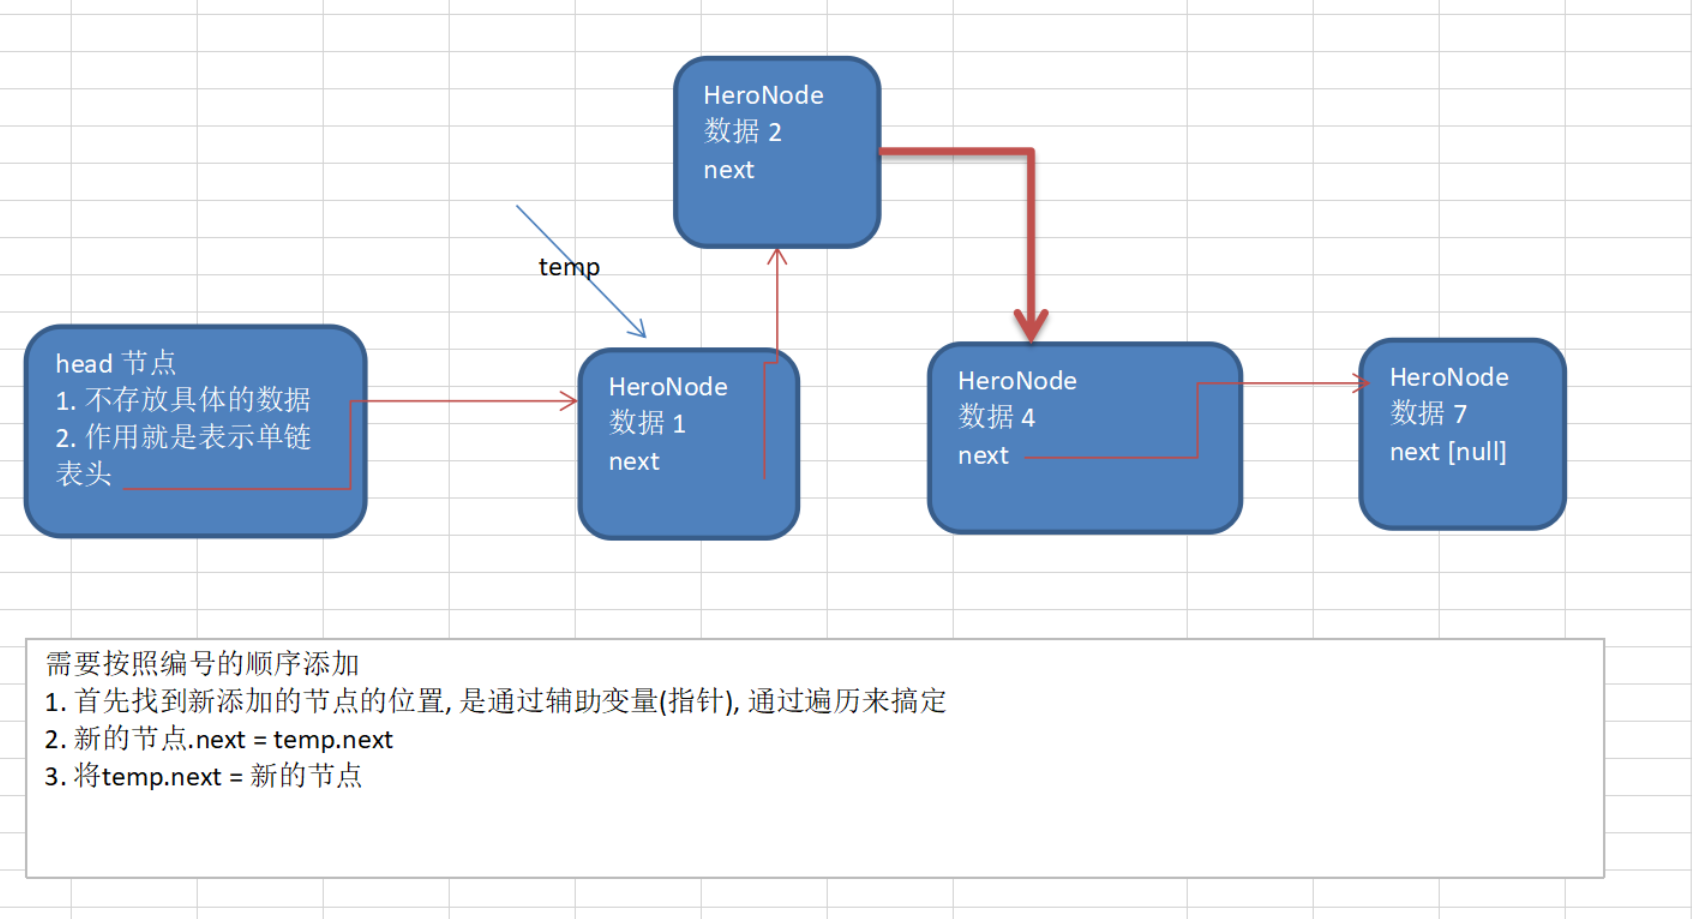 HeroNode
数据 2
next
temp
head 节点
1. 不存放具体的数据
2. 作用就是表示单链
表头
HeroNode
数据 1
next
HeroNode
数据 4
next
HeroNode
数据 7
next [null]
需要按照编号的顺序添加
1. 首先找到新添加的节点的位置, 是通过辅助变量(指针), 通过遍历来搞定
2. 新的节点.next = temp.next
3. 将temp.next = 新的节点